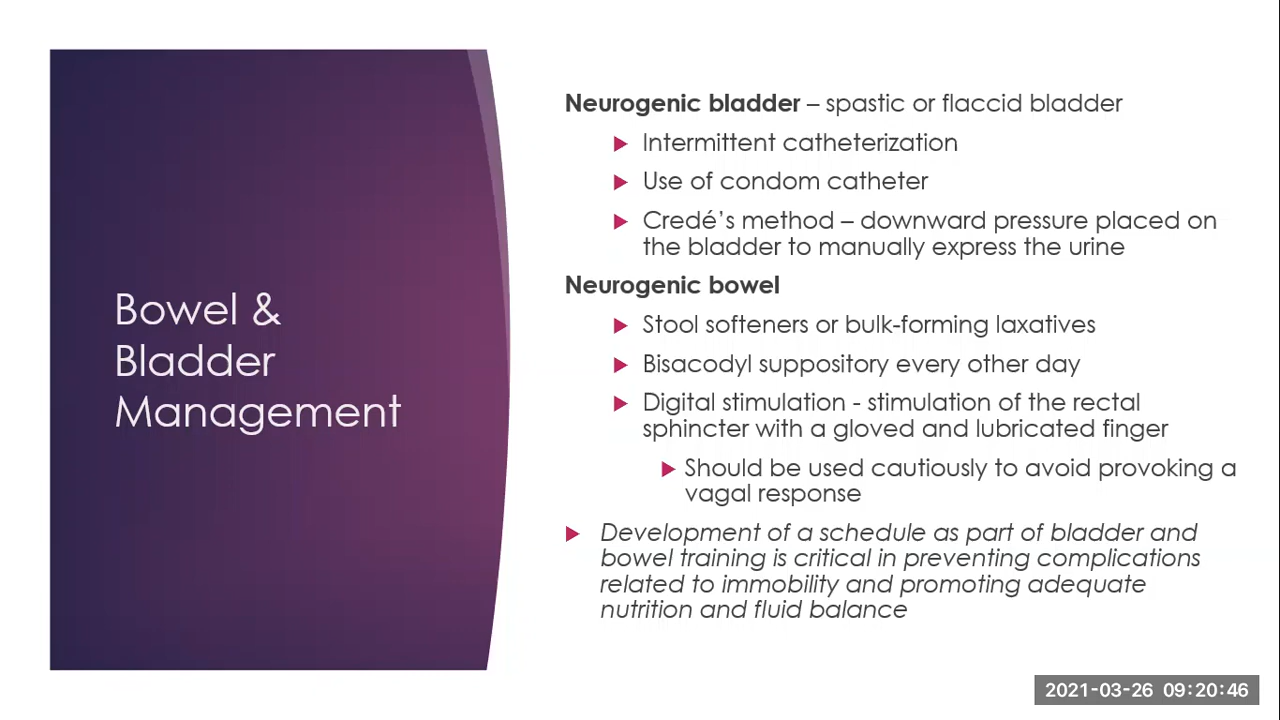 Bowel &
Bladder
Management
Neurogenic bladder – spastic or flaccid bladder
Intermittent catheterization
Use of condom catheter
Credé’s method – downward pressure placed on
the bladder to manually express the urine
Neurogenic bowel
Stool softeners or bulk-forming laxatives
Bisacodyl suppository every other day
Digital stimulation - stimulation of the rectal
sphincter with a gloved and lubricated finger
Should be used cautiously to avoid provoking a
vagal response
Development of a schedule as part of bladder and
bowel training is critical in preventing complications
related to immobility and promoting adequate
nutrition and fluid balance
2021-03-26 09:20:46